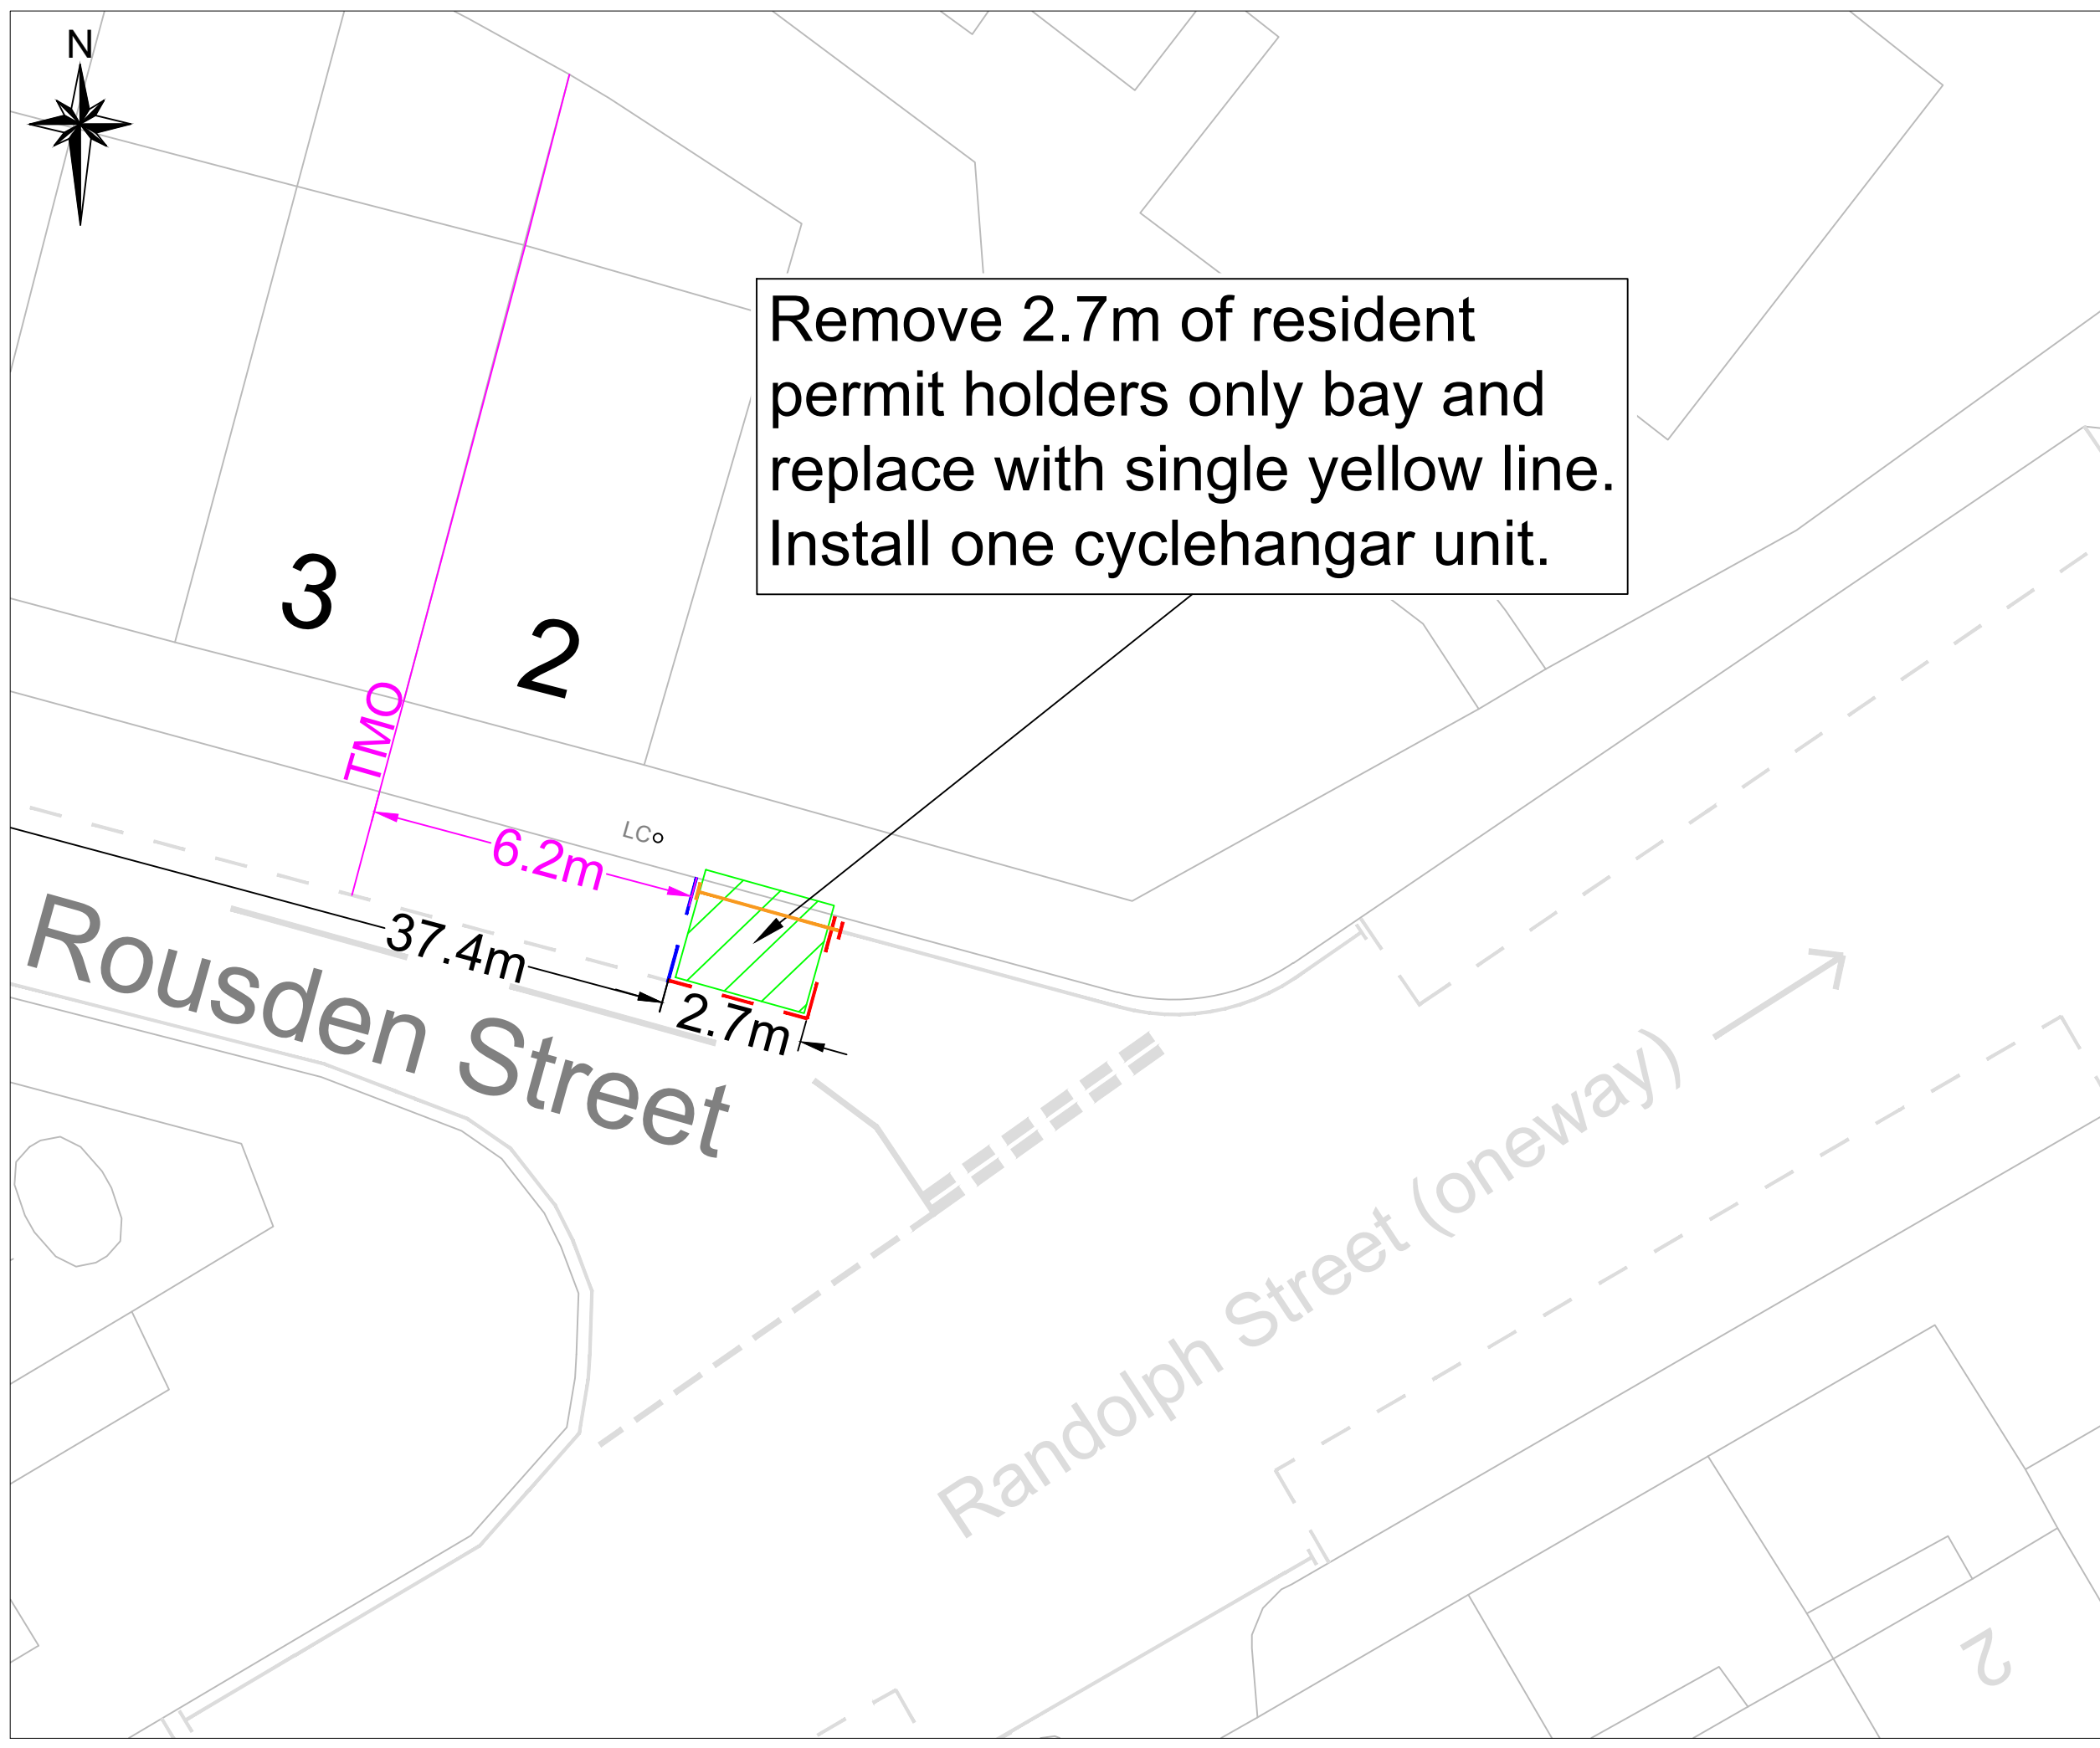 N
Remove 2.7m of resident
permit holders only bay and
replace with single yellow line.
Install one cyclehangar unit.
3
2
TMO
LC
6.2m
37.4m
2.7m
Rousden Street
Randolph Street (oneway)
2